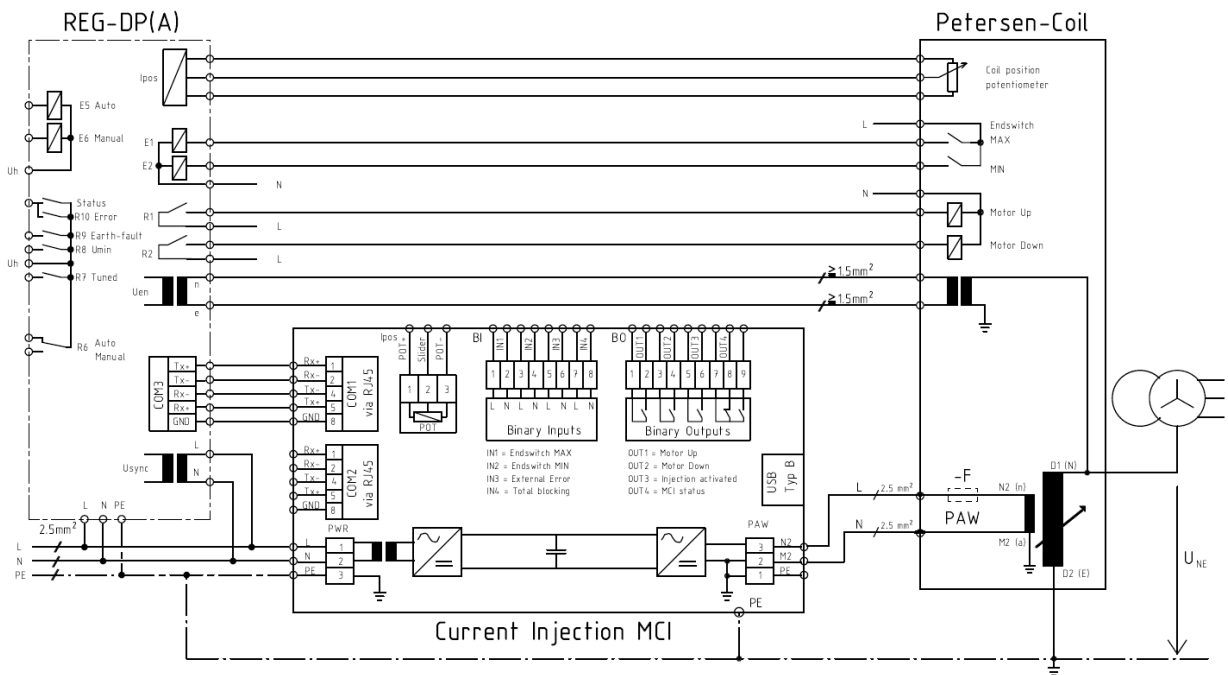 REG-DP(A)
Petersen-Coil
Ipos
Coil position
potentiometer
E5 Auto
E6 Manual
Uh
E1
E2
N
L
Endswitch
MAX
MIN
Status
R10 Error
R9 Earth-fault
R8 Umin
Uh
R7 Tuned
R1
L
R2
L
N
Motor Up
Motor Down
Uen
n
e
≥1.5mm²
≥1.5mm²
R6 Auto
Manual
Ipos
POT+
Slider
POT-
1 2 3
POT
BI
IN1
IN2
IN3
IN4
1 2 3 4 5 6 7 8
L N L N L N L N
Binary Inputs
IN1 = Endswitch MAX
IN2 = Endswitch MIN
IN3 = External Error
IN4 = Total blocking
BO
OUT1
OUT2
OUT3
OUT4
1 2 3 4 5 6 7 8 9
Binary Outputs
OUT1 = Motor Up
OUT2 = Motor Down
OUT3 = Injection activated
OUT4 = MCI status
COM3
Tx+
Tx-
Rx-
Rx+
GND
Rx+ 1
Rx- 2
Tx- 4
Tx+ 5
GND 8
COM1
via RJ45
Rx+ 1
Rx- 2
Tx- 4
Tx+ 5
GND 8
COM2
via RJ45
USB
Typ B
Usync
L
N
L N PE
2.5mm²
L
N
PE
PWR
L 1
N 2
PE 3
PAW
3 N2
2 M2
1 PE
PE
L 2.5 mm²
N 2.5 mm²
-F
PAW
N2 (n)
M2 (a)
D1 (N)
D2 (E)
UNE
Current Injection MCI